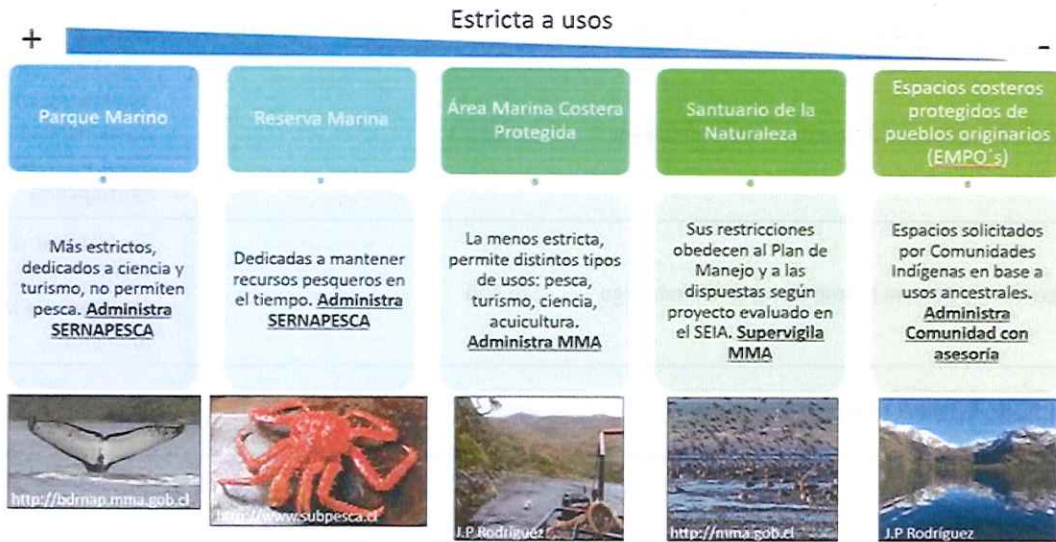 Estricta a usos
+
-
Parque Marino
Reserva Marina
Área Marina Costera
Protegida
Santuario de la
Naturaleza
Espacios costeros
protegidos de
pueblos originarios
(EMPO´s)
Más estrictos,
dedicados a ciencia y
turismo, no permiten
pesca. Administra
SERNAPESCA
Dedicadas a mantener
recursos pesqueros en
el tiempo. Administra
SERNAPESCA
La menos estricta,
permite distintos tipos
de usos: pesca,
turismo, ciencia,
acuicultura.
Administra MMA
Sus restricciones
obedecen al Plan de
Manejo y a las
dispuestas según
proyecto evaluado en
el SEIA. Supervigila
MMA
Espacios solicitados
por Comunidades
Indígenas en base a
usos ancestrales.
Administra
Comunidad con
asesoría
http://bdrnap.mma.gob.cl
http://www.subpesca.cl
J.P Rodríguez
http://mma.gob.cl
J.P Rodríguez